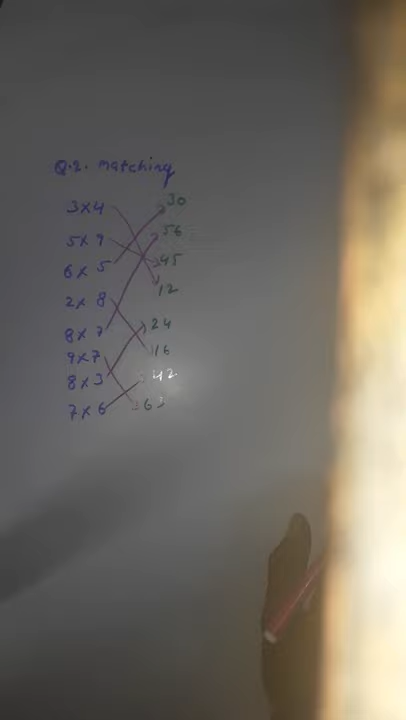 Q.2. Matching
3x4 30
5x9 56
6x5 45
2x8 12
8x7 24
9x7 16
8x3 42
7x6 63